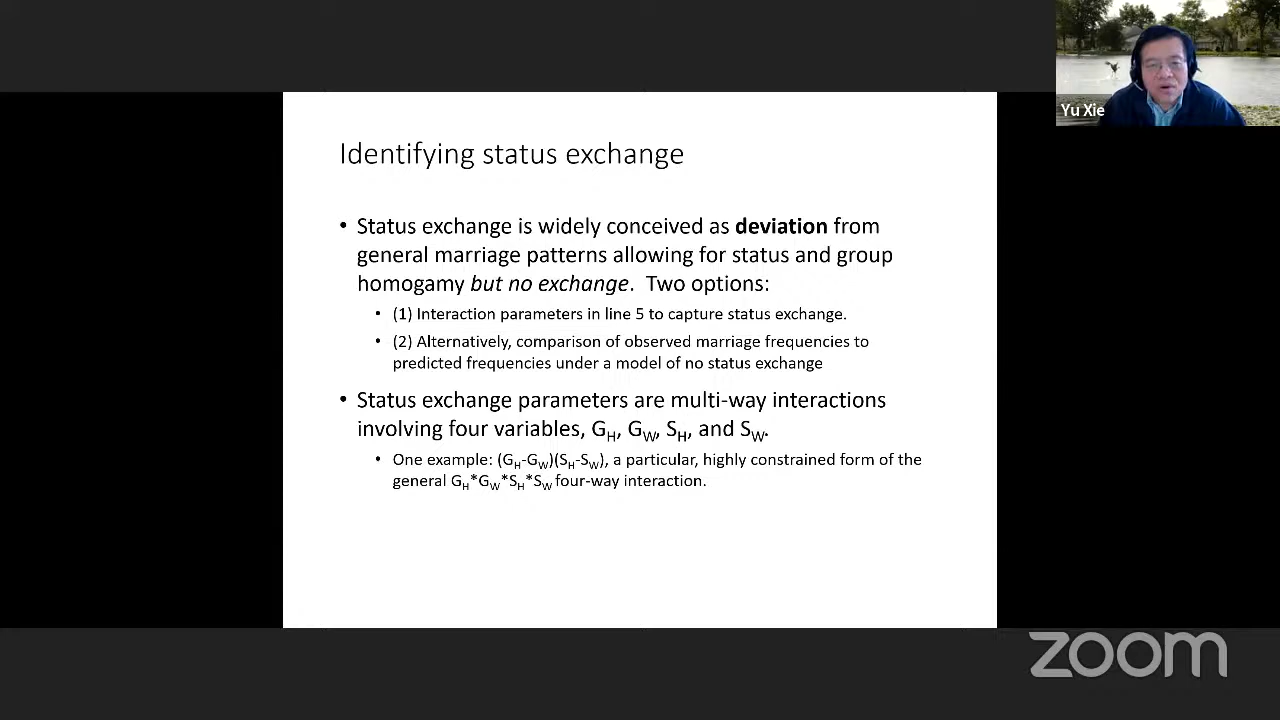 Yu Xie
Identifying status exchange
• Status exchange is widely conceived as deviation from
general marriage patterns allowing for status and group
homogamy but no exchange. Two options:
• (1) Interaction parameters in line 5 to capture status exchange.
• (2) Alternatively, comparison of observed marriage frequencies to
predicted frequencies under a model of no status exchange
• Status exchange parameters are multi-way interactions
involving four variables, G_H, G_W, S_H, and S_W.
• One example: (G_H-G_W)(S_H-S_W), a particular, highly constrained form of the
general G_H*G_W*S_H*S_W four-way interaction.
zoom